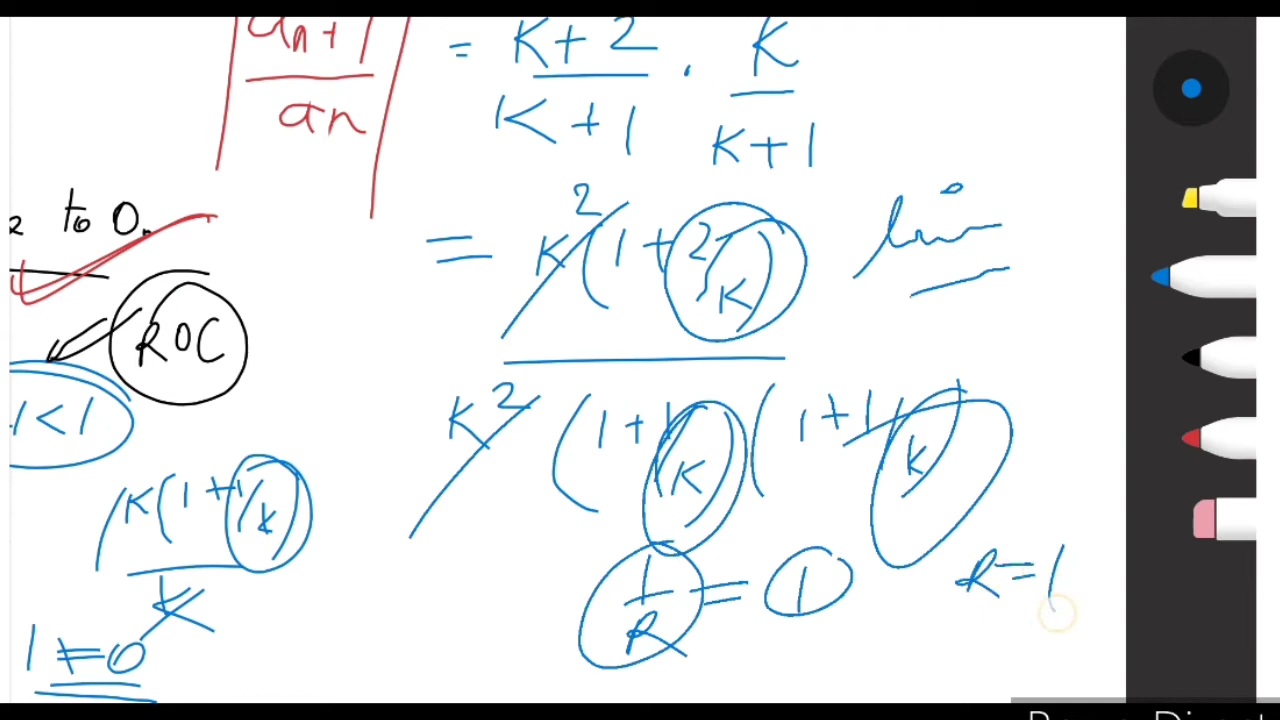 |an+1 / an| = K+2 / K+1 . K / K+1
2 to 0.
= K²(1+2/K) lim
ROC
K² (1+1/K)(1+1/K)
1<1
K(1+1/K) / K
1/R = 1 R=1
1≠0